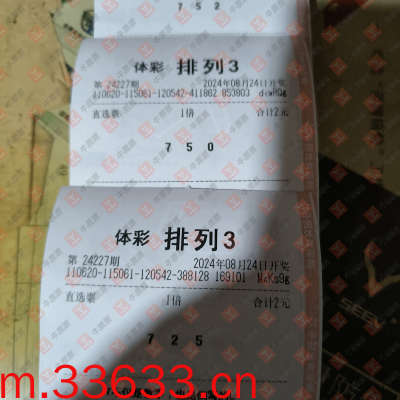 7 5 2
体彩 排列3
第 24227期 2024年08月24日开奖
110620-115061-120542-411862 853803
直选票 1倍 合计2元
7 5 0
体彩 排列3
第 24227期 2024年08月24日开奖
110620-115061-120542-388128 169101
直选票 1倍 合计2元
7 2 5
m.33633.cn